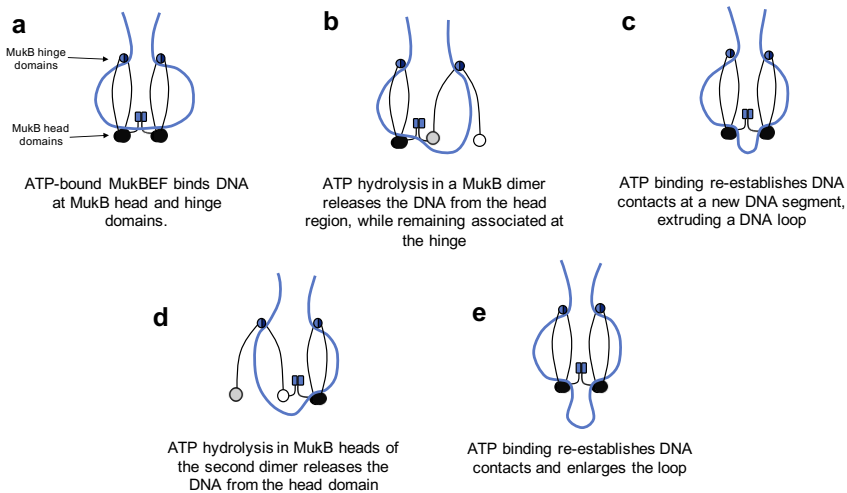 a
MukB hinge
domains
MukB head
domains
ATP-bound MukBEF binds DNA
at MukB head and hinge
domains.
b
ATP hydrolysis in a MukB dimer
releases the DNA from the head
region, while remaining associated at
the hinge
c
ATP binding re-establishes DNA
contacts at a new DNA segment,
extruding a DNA loop
d
ATP hydrolysis in MukB heads of
the second dimer releases the
DNA from the head domain
e
ATP binding re-establishes DNA
contacts and enlarges the loop